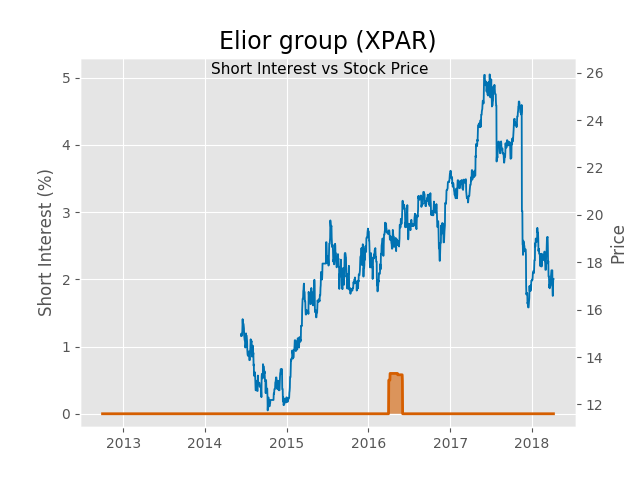 Elior group (XPAR)
Short Interest vs Stock Price
Short Interest (%)
5
4
3
2
1
0
26
24
22
20
18
16
14
12
Price
2013 2014 2015 2016 2017 2018